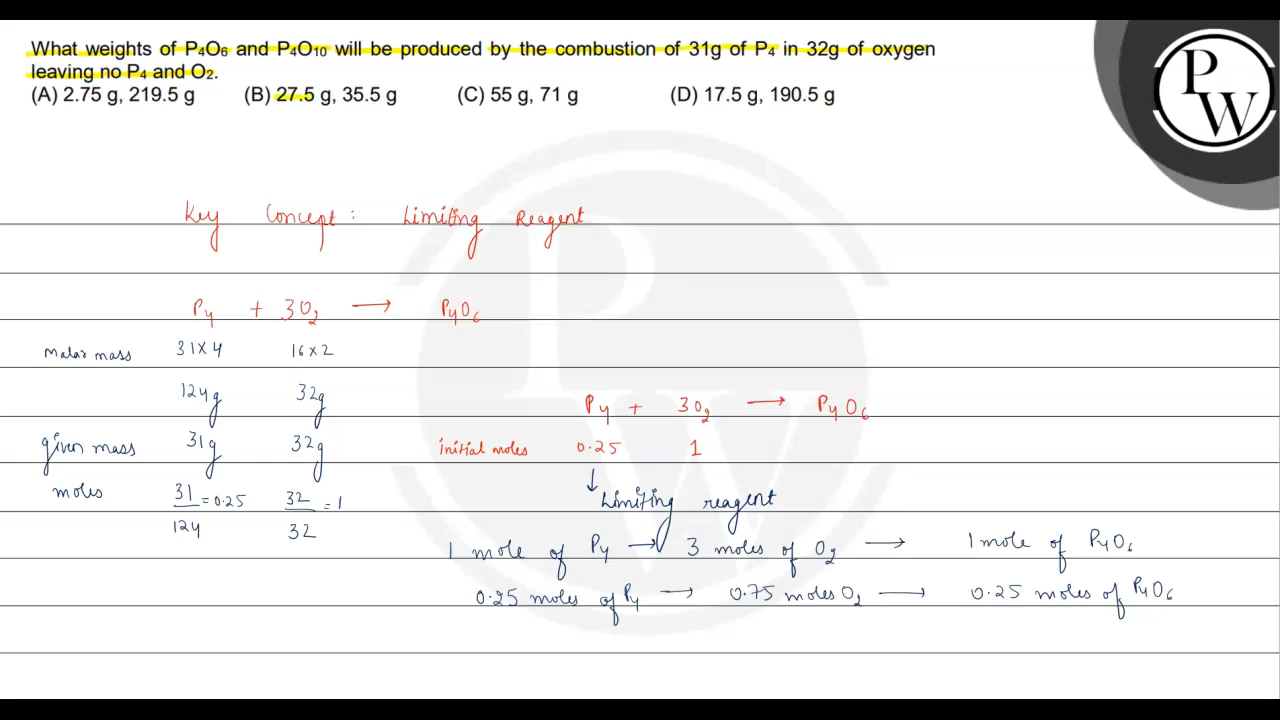 What weights of P₄O₆ and P₄O₁₀ will be produced by the combustion of 31g of P₄ in 32g of oxygen
leaving no P₄ and O₂.
(A) 2.75 g, 219.5 g (B) 27.5 g, 35.5 g (C) 55 g, 71 g (D) 17.5 g, 190.5 g
PW
Key Concept: Limiting Reagent
P₄ + 3O₂ → P₄O₆
Molar mass 31×4 16×2
124g 32g
P₄ + 3O₂ → P₄O₆
given mass 31g 32g
initial moles 0.25 1
moles 31/124 = 0.25 32/32 = 1
↓ Limiting reagent
1 mole of P₄ → 3 moles of O₂ → 1 mole of P₄O₆
0.25 moles of P₄ → 0.75 moles O₂ → 0.25 moles of P₄O₆